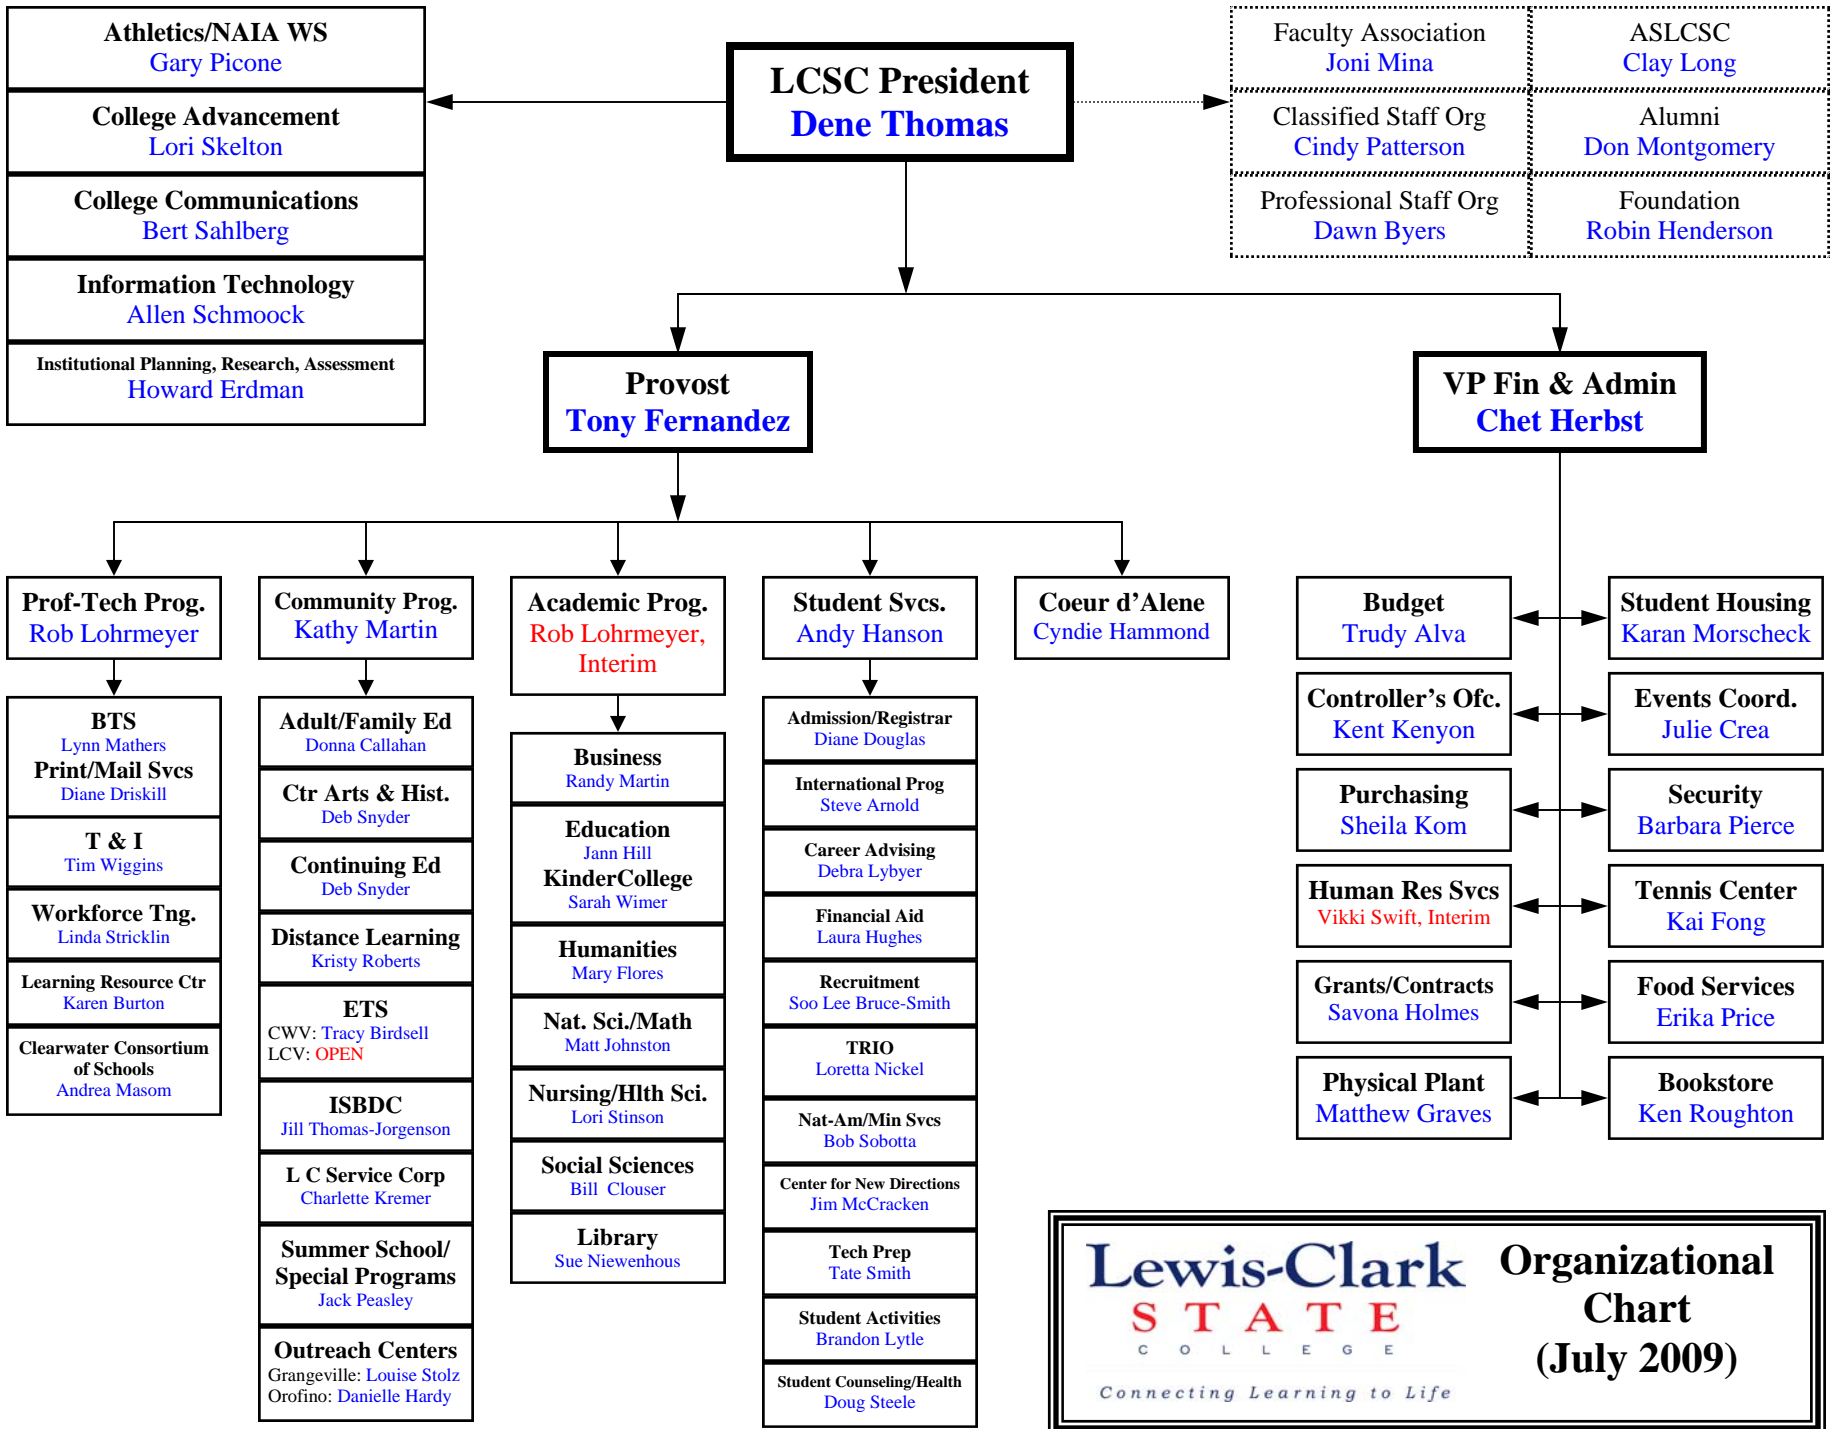 Athletics/NAIA WS
Gary Picone
College Advancement
Lori Skelton
College Communications
Bert Sahlberg
Information Technology
Allen Schmoock
Institutional Planning, Research, Assessment
Howard Erdman
LCSC President
Dene Thomas
Faculty Association
Joni Mina
ASLCSC
Clay Long
Classified Staff Org
Cindy Patterson
Alumni
Don Montgomery
Professional Staff Org
Dawn Byers
Foundation
Robin Henderson
Provost
Tony Fernandez
VP Fin & Admin
Chet Herbst
Prof-Tech Prog.
Rob Lohrmeyer
BTS
Lynn Mathers
Print/Mail Svcs
Diane Driskill
T & I
Tim Wiggins
Workforce Tng.
Linda Stricklin
Learning Resource Ctr
Karen Burton
Clearwater Consortium
of Schools
Andrea Masom
Community Prog.
Kathy Martin
Adult/Family Ed
Donna Callahan
Ctr Arts & Hist.
Deb Snyder
Continuing Ed
Deb Snyder
Distance Learning
Kristy Roberts
ETS
CWV: Tracy Birdsell
LCV: OPEN
ISBDC
Jill Thomas-Jorgenson
L C Service Corp
Charlette Kremer
Summer School/
Special Programs
Jack Peasley
Outreach Centers
Grangeville: Louise Stolz
Orofino: Danielle Hardy
Academic Prog.
Rob Lohrmeyer,
Interim
Business
Randy Martin
Education
Jann Hill
KinderCollege
Sarah Wimer
Humanities
Mary Flores
Nat. Sci./Math
Matt Johnston
Nursing/Hlth Sci.
Lori Stinson
Social Sciences
Bill Clouser
Library
Sue Niewenhous
Student Svcs.
Andy Hanson
Admission/Registrar
Diane Douglas
International Prog
Steve Arnold
Career Advising
Debra Lybyer
Financial Aid
Laura Hughes
Recruitment
Soo Lee Bruce-Smith
TRIO
Loretta Nickel
Nat-Am/Min Svcs
Bob Sobotta
Center for New Directions
Jim McCracken
Tech Prep
Tate Smith
Student Activities
Brandon Lytle
Student Counseling/Health
Doug Steele
Coeur d'Alene
Cyndie Hammond
Budget
Trudy Alva
Student Housing
Karan Morscheck
Controller's Ofc.
Kent Kenyon
Events Coord.
Julie Crea
Purchasing
Sheila Kom
Security
Barbara Pierce
Human Res Svcs
Vikki Swift, Interim
Tennis Center
Kai Fong
Grants/Contracts
Savona Holmes
Food Services
Erika Price
Physical Plant
Matthew Graves
Bookstore
Ken Roughton
Lewis-Clark
STATE
COLLEGE
Connecting Learning to Life
Organizational
Chart
(July 2009)